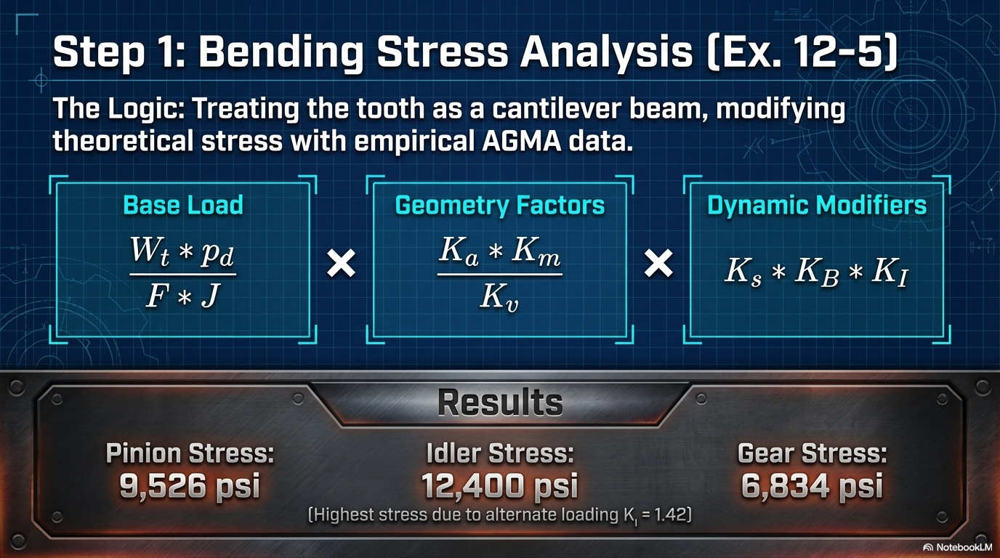 Step 1: Bending Stress Analysis (Ex. 12-5)
The Logic: Treating the tooth as a cantilever beam, modifying
theoretical stress with empirical AGMA data.
Base Load
W_t * p_d
F * J
×
Geometry Factors
K_a * K_m
K_v
×
Dynamic Modifiers
K_s * K_B * K_I
Results
Pinion Stress:
9,526 psi
Idler Stress:
12,400 psi
(Highest stress due to alternate loading K_I = 1.42)
Gear Stress:
6,834 psi
NotebookLM